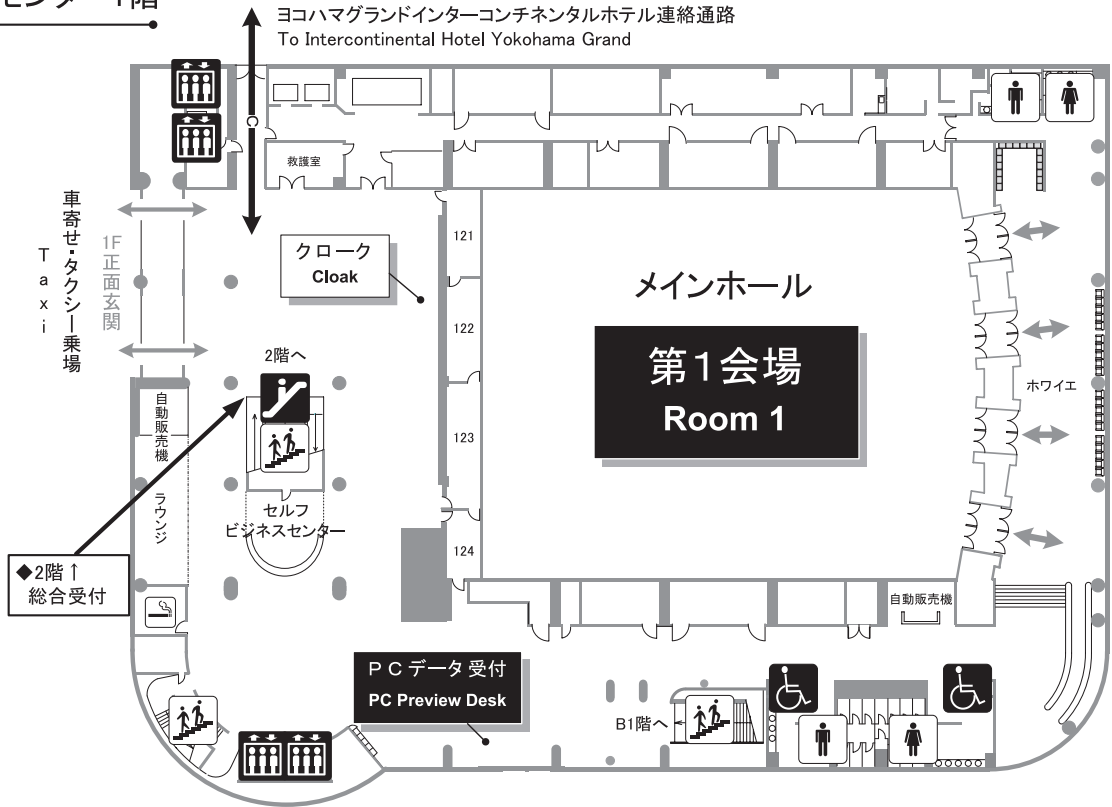 センター 1階
ヨコハマグランドインターコンチネンタルホテル連絡通路
To Intercontinental Hotel Yokohama Grand
救護室
車寄せ・タクシー乗場
Taxi
1F正面玄関
クローク
Cloak
121
122
123
124
メインホール
第1会場
Room 1
ホワイエ
2階へ
自動販売機
ラウンジ
セルフ
ビジネスセンター
◆2階↑
総合受付
自動販売機
PCデータ受付
PC Preview Desk
B1階へ